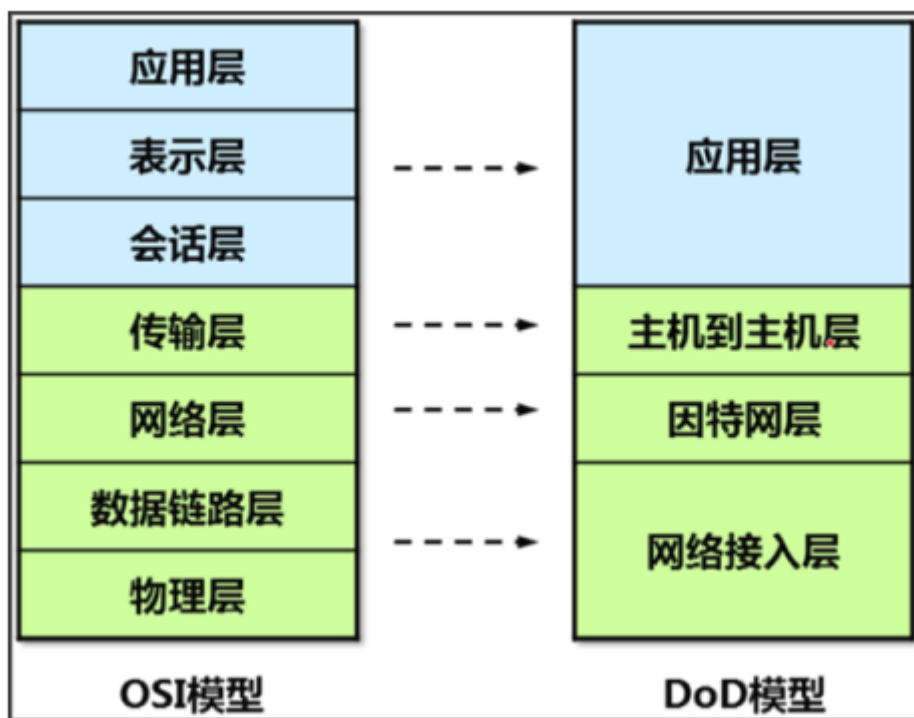 应用层
表示层
会话层
传输层
网络层
数据链路层
物理层
OSI模型
应用层
主机到主机层
因特网层
网络接入层
DoD模型